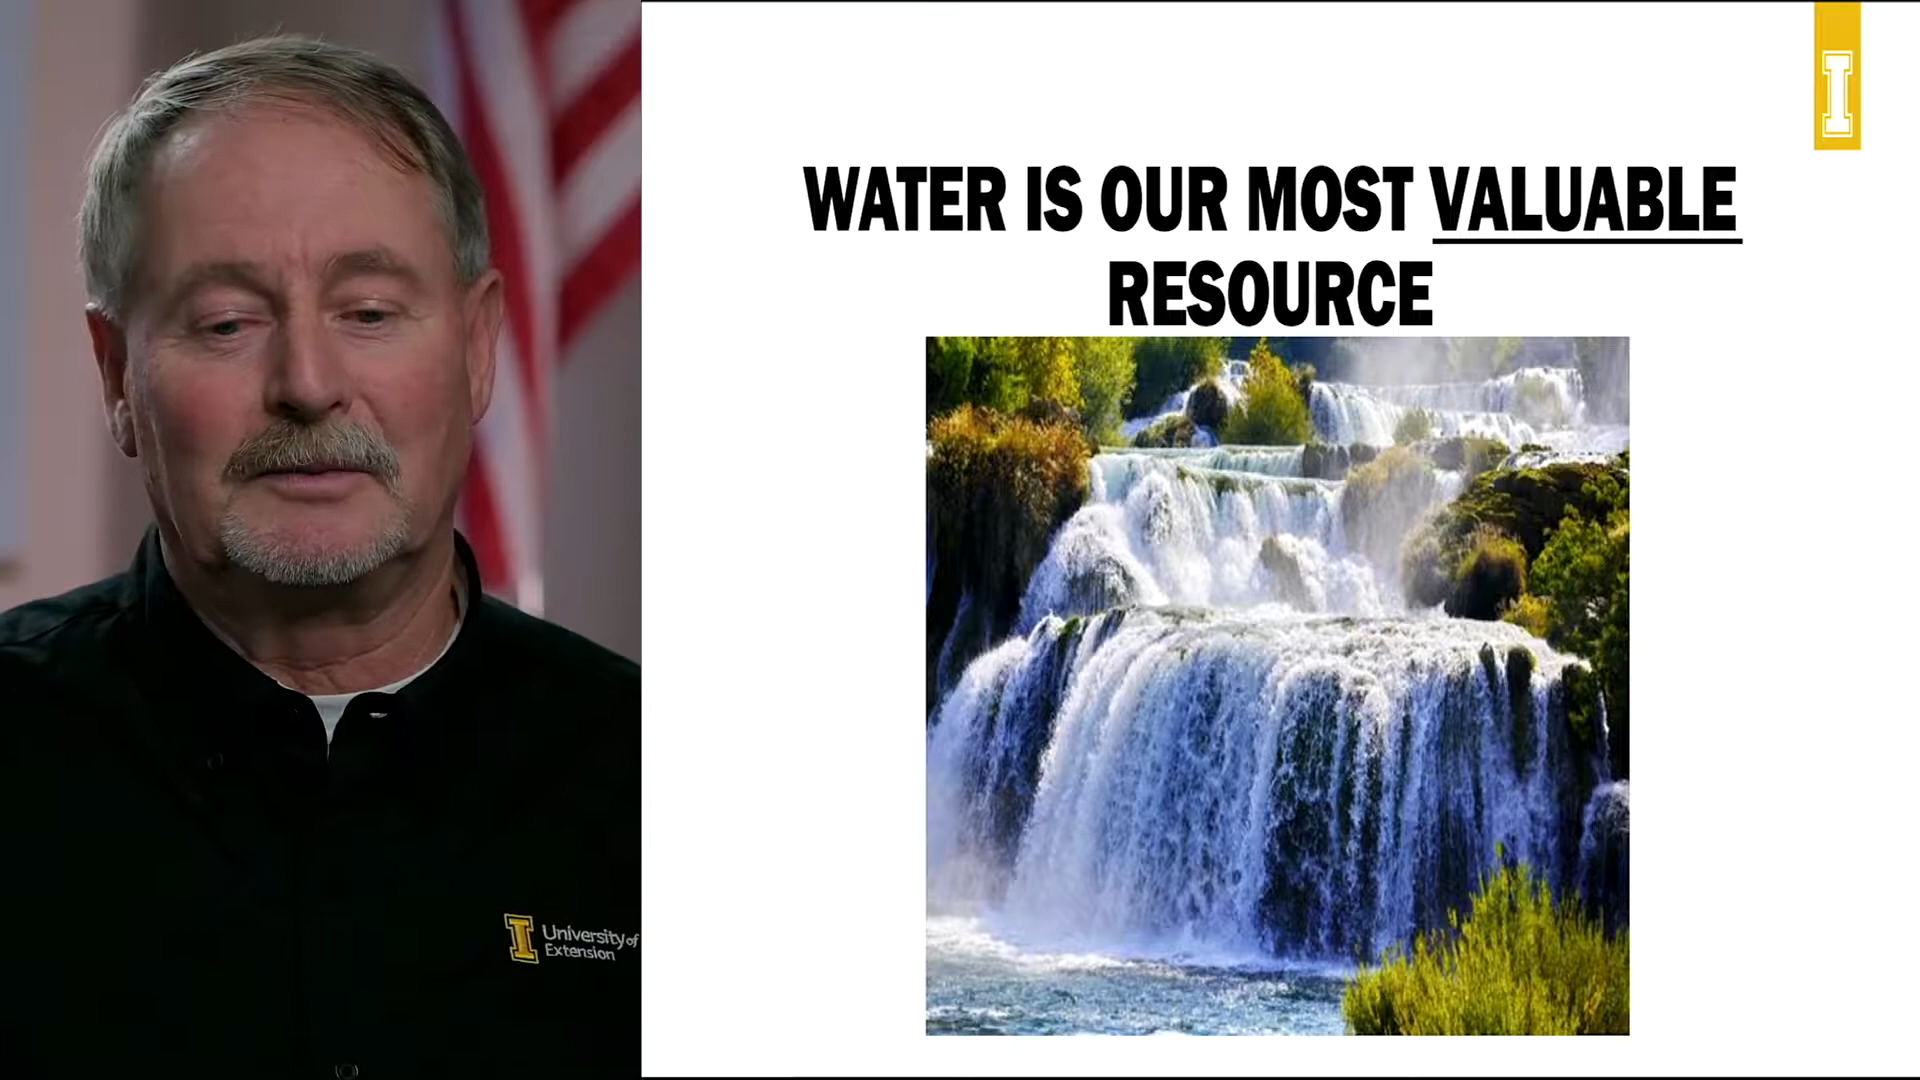 I
WATER IS OUR MOST VALUABLE
RESOURCE
I
University of
Extension